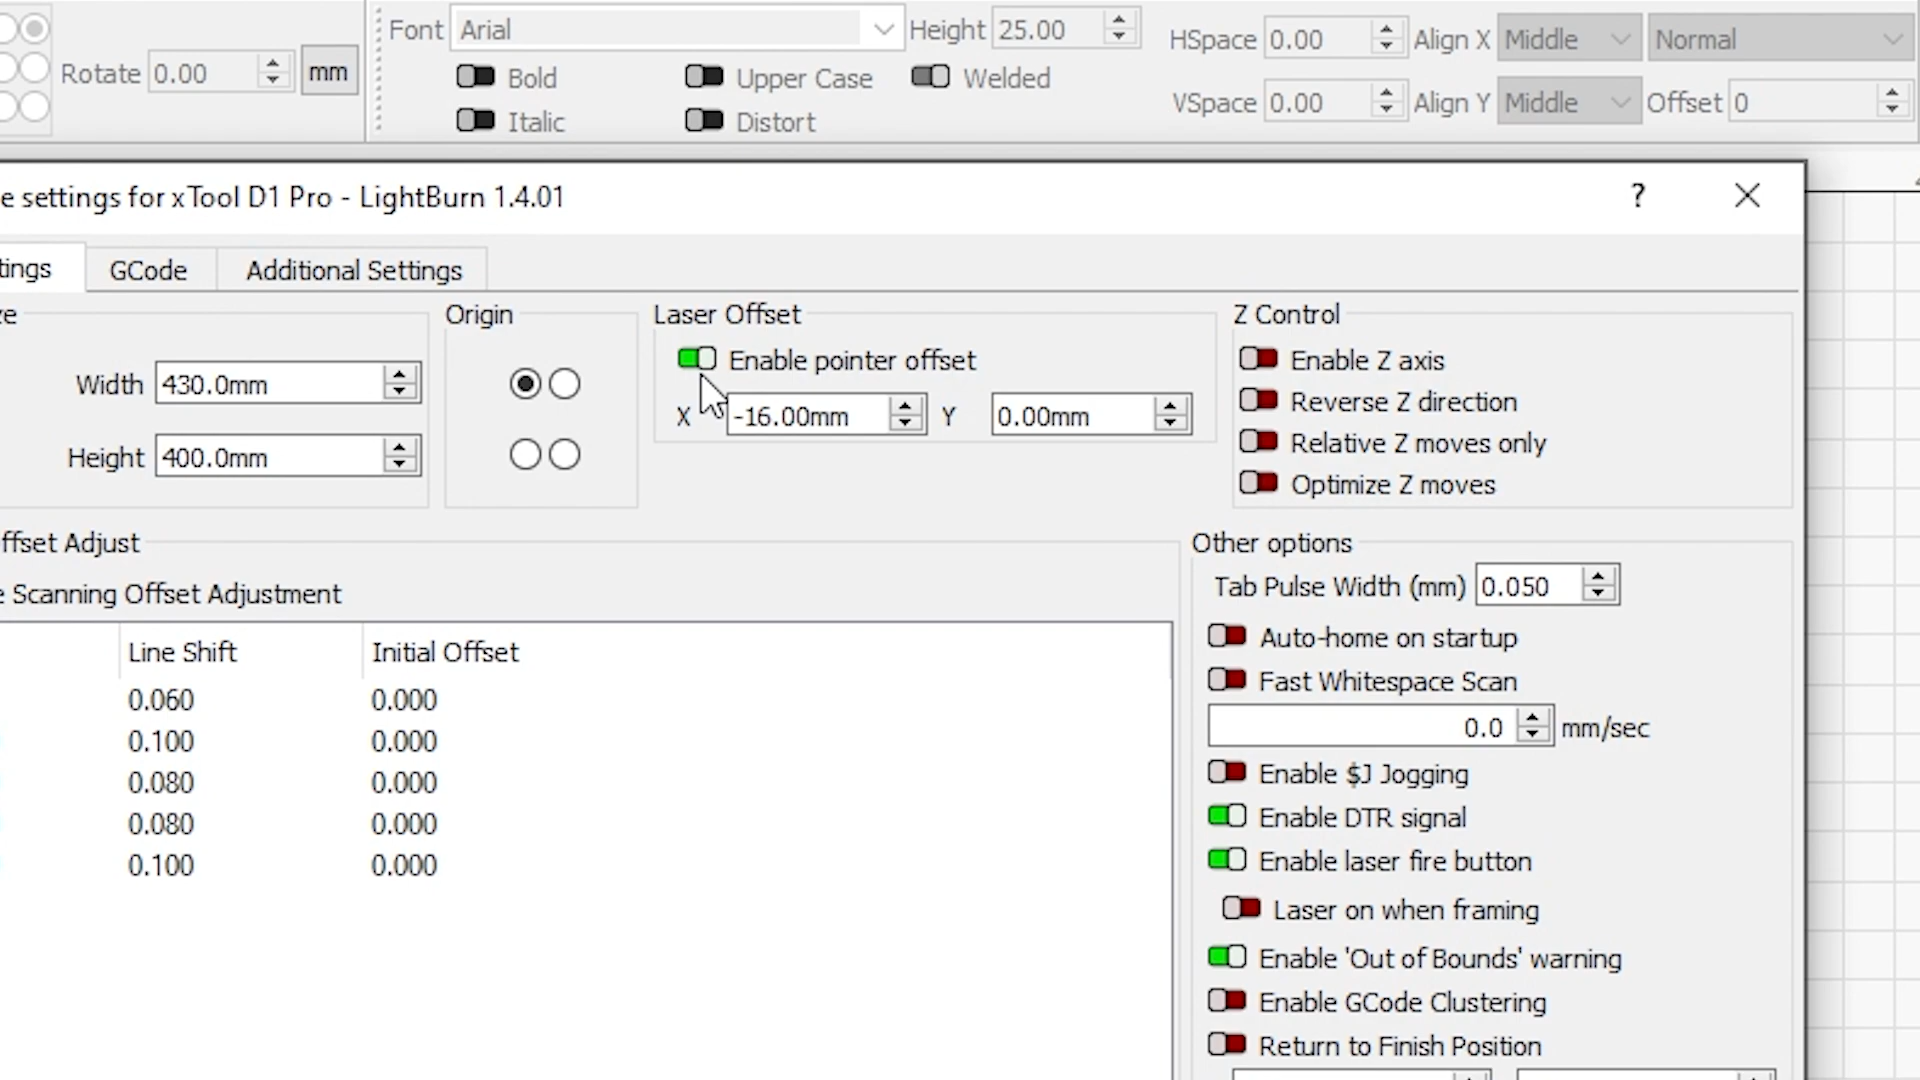 Font Arial Height 25.00 HSpace 0.00 Align X Middle Normal
Rotate 0.00 mm Bold Upper Case Welded
VSpace 0.00 Align Y Middle Offset 0
Italic Distort
e settings for xTool D1 Pro - LightBurn 1.4.01 ?
tings GCode Additional Settings
ze Origin Laser Offset Z Control
Enable pointer offset Enable Z axis
Width 430.0mm X -16.00mm Y 0.00mm Reverse Z direction
Relative Z moves only
Height 400.0mm Optimize Z moves
ffset Adjust Other options
e Scanning Offset Adjustment Tab Pulse Width (mm) 0.050
Line Shift Initial Offset Auto-home on startup
0.060 0.000 Fast Whitespace Scan
0.100 0.000 0.0 mm/sec
0.080 0.000 Enable $J Jogging
0.080 0.000 Enable DTR signal
0.100 0.000 Enable laser fire button
Laser on when framing
Enable 'Out of Bounds' warning
Enable GCode Clustering
Return to Finish Position